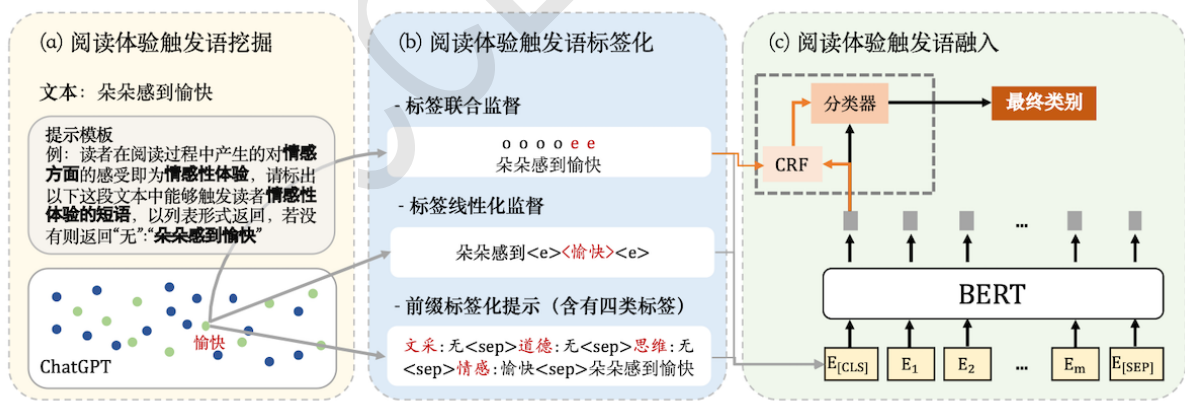 (a) 阅读体验触发语挖掘
文本：朵朵感到愉快
提示模板
例：读者在阅读过程中产生的对情感
方面的感受即为情感性体验，请标出
以下这段文本中能够触发读者情感性
体验的短语，以列表形式返回，若没
有则返回“无”:“朵朵感到愉快”
愉快
ChatGPT
(b) 阅读体验触发语标签化
- 标签联合监督
o o o o e e
朵朵感到愉快
- 标签线性化监督
朵朵感到<e><愉快><e>
- 前缀标签化提示（含有四类标签）
文采:无<sep>道德:无<sep>思维:无
<sep>情感:愉快<sep>朵朵感到愉快
(c) 阅读体验触发语融入
分类器
最终类别
CRF
...
BERT
E[CLS]
E1
E2
...
Em
E[SEP]